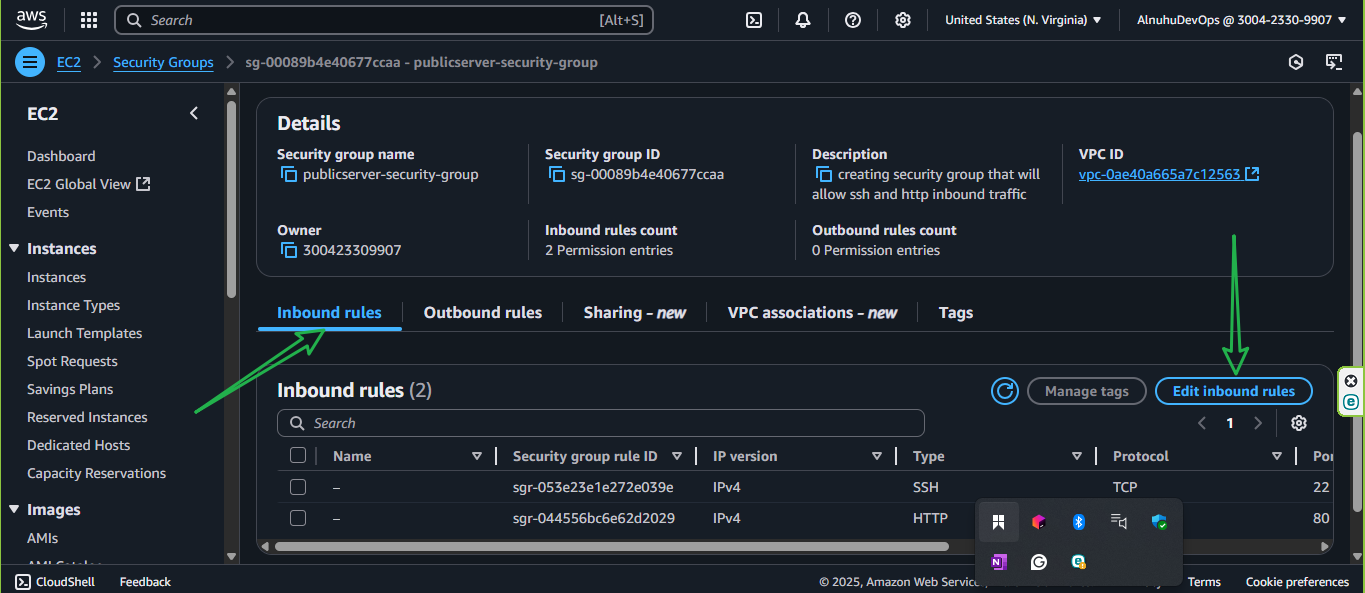 aws
Search [Alt+S]
United States (N. Virginia)
AlnuhuDevOps @ 3004-2330-9907
EC2 > Security Groups > sg-00089b4e40677ccaa - publicserver-security-group
EC2
Dashboard
EC2 Global View
Events
Instances
Instances
Instance Types
Launch Templates
Spot Requests
Savings Plans
Reserved Instances
Dedicated Hosts
Capacity Reservations
Images
AMIs
AMI Catalog
Details
Security group name
publicserver-security-group
Security group ID
sg-00089b4e40677ccaa
Description
creating security group that will
allow ssh and http inbound traffic
VPC ID
vpc-0ae40a665a7c12563
Owner
300423309907
Inbound rules count
2 Permission entries
Outbound rules count
0 Permission entries
Inbound rules
Outbound rules
Sharing - new
VPC associations - new
Tags
Inbound rules (2)
Manage tags
Edit inbound rules
Search
1
Name Security group rule ID IP version Type Protocol Por
– sgr-053e23e1e272e039e IPv4 SSH TCP 22
– sgr-044556bc6e62d2029 IPv4 HTTP 80
CloudShell Feedback
© 2025, Amazon Web Service
Terms Cookie preferences